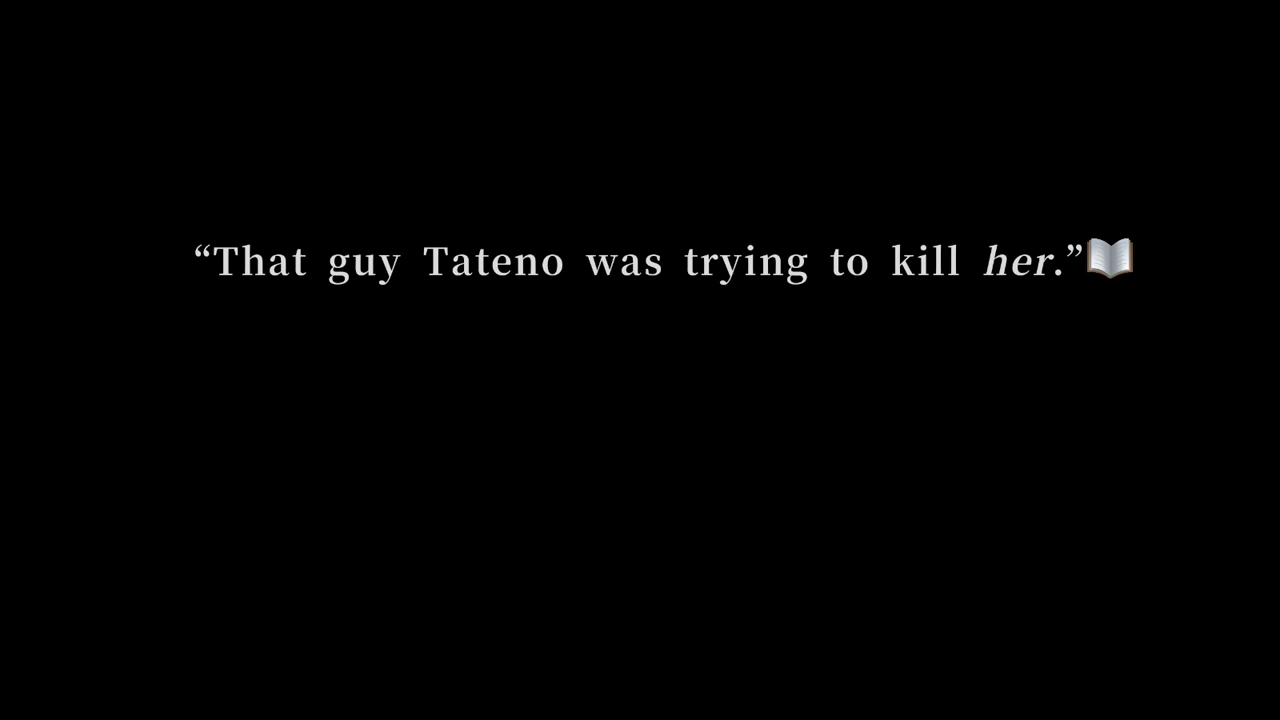 “That guy Tateno was trying to kill her.”